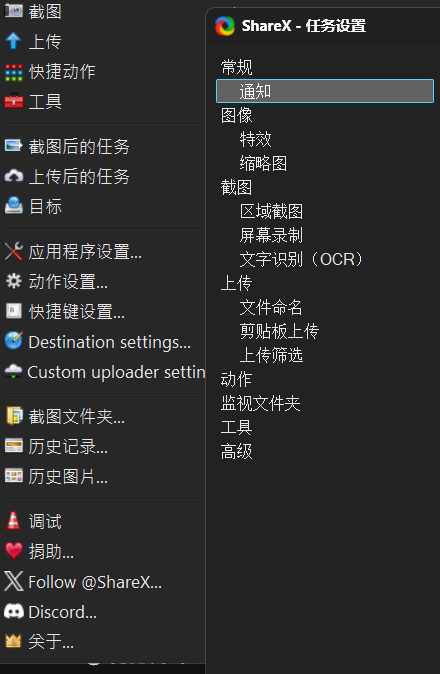 截图
上传
快捷动作
工具
截图后的任务
上传后的任务
目标
应用程序设置...
动作设置...
快捷键设置...
Destination settings...
Custom uploader settin
截图文件夹...
历史记录...
历史图片...
调试
捐助...
Follow @ShareX...
Discord...
关于...
ShareX - 任务设置
常规
通知
图像
特效
缩略图
截图
区域截图
屏幕录制
文字识别（OCR）
上传
文件命名
剪贴板上传
上传筛选
动作
监视文件夹
工具
高级